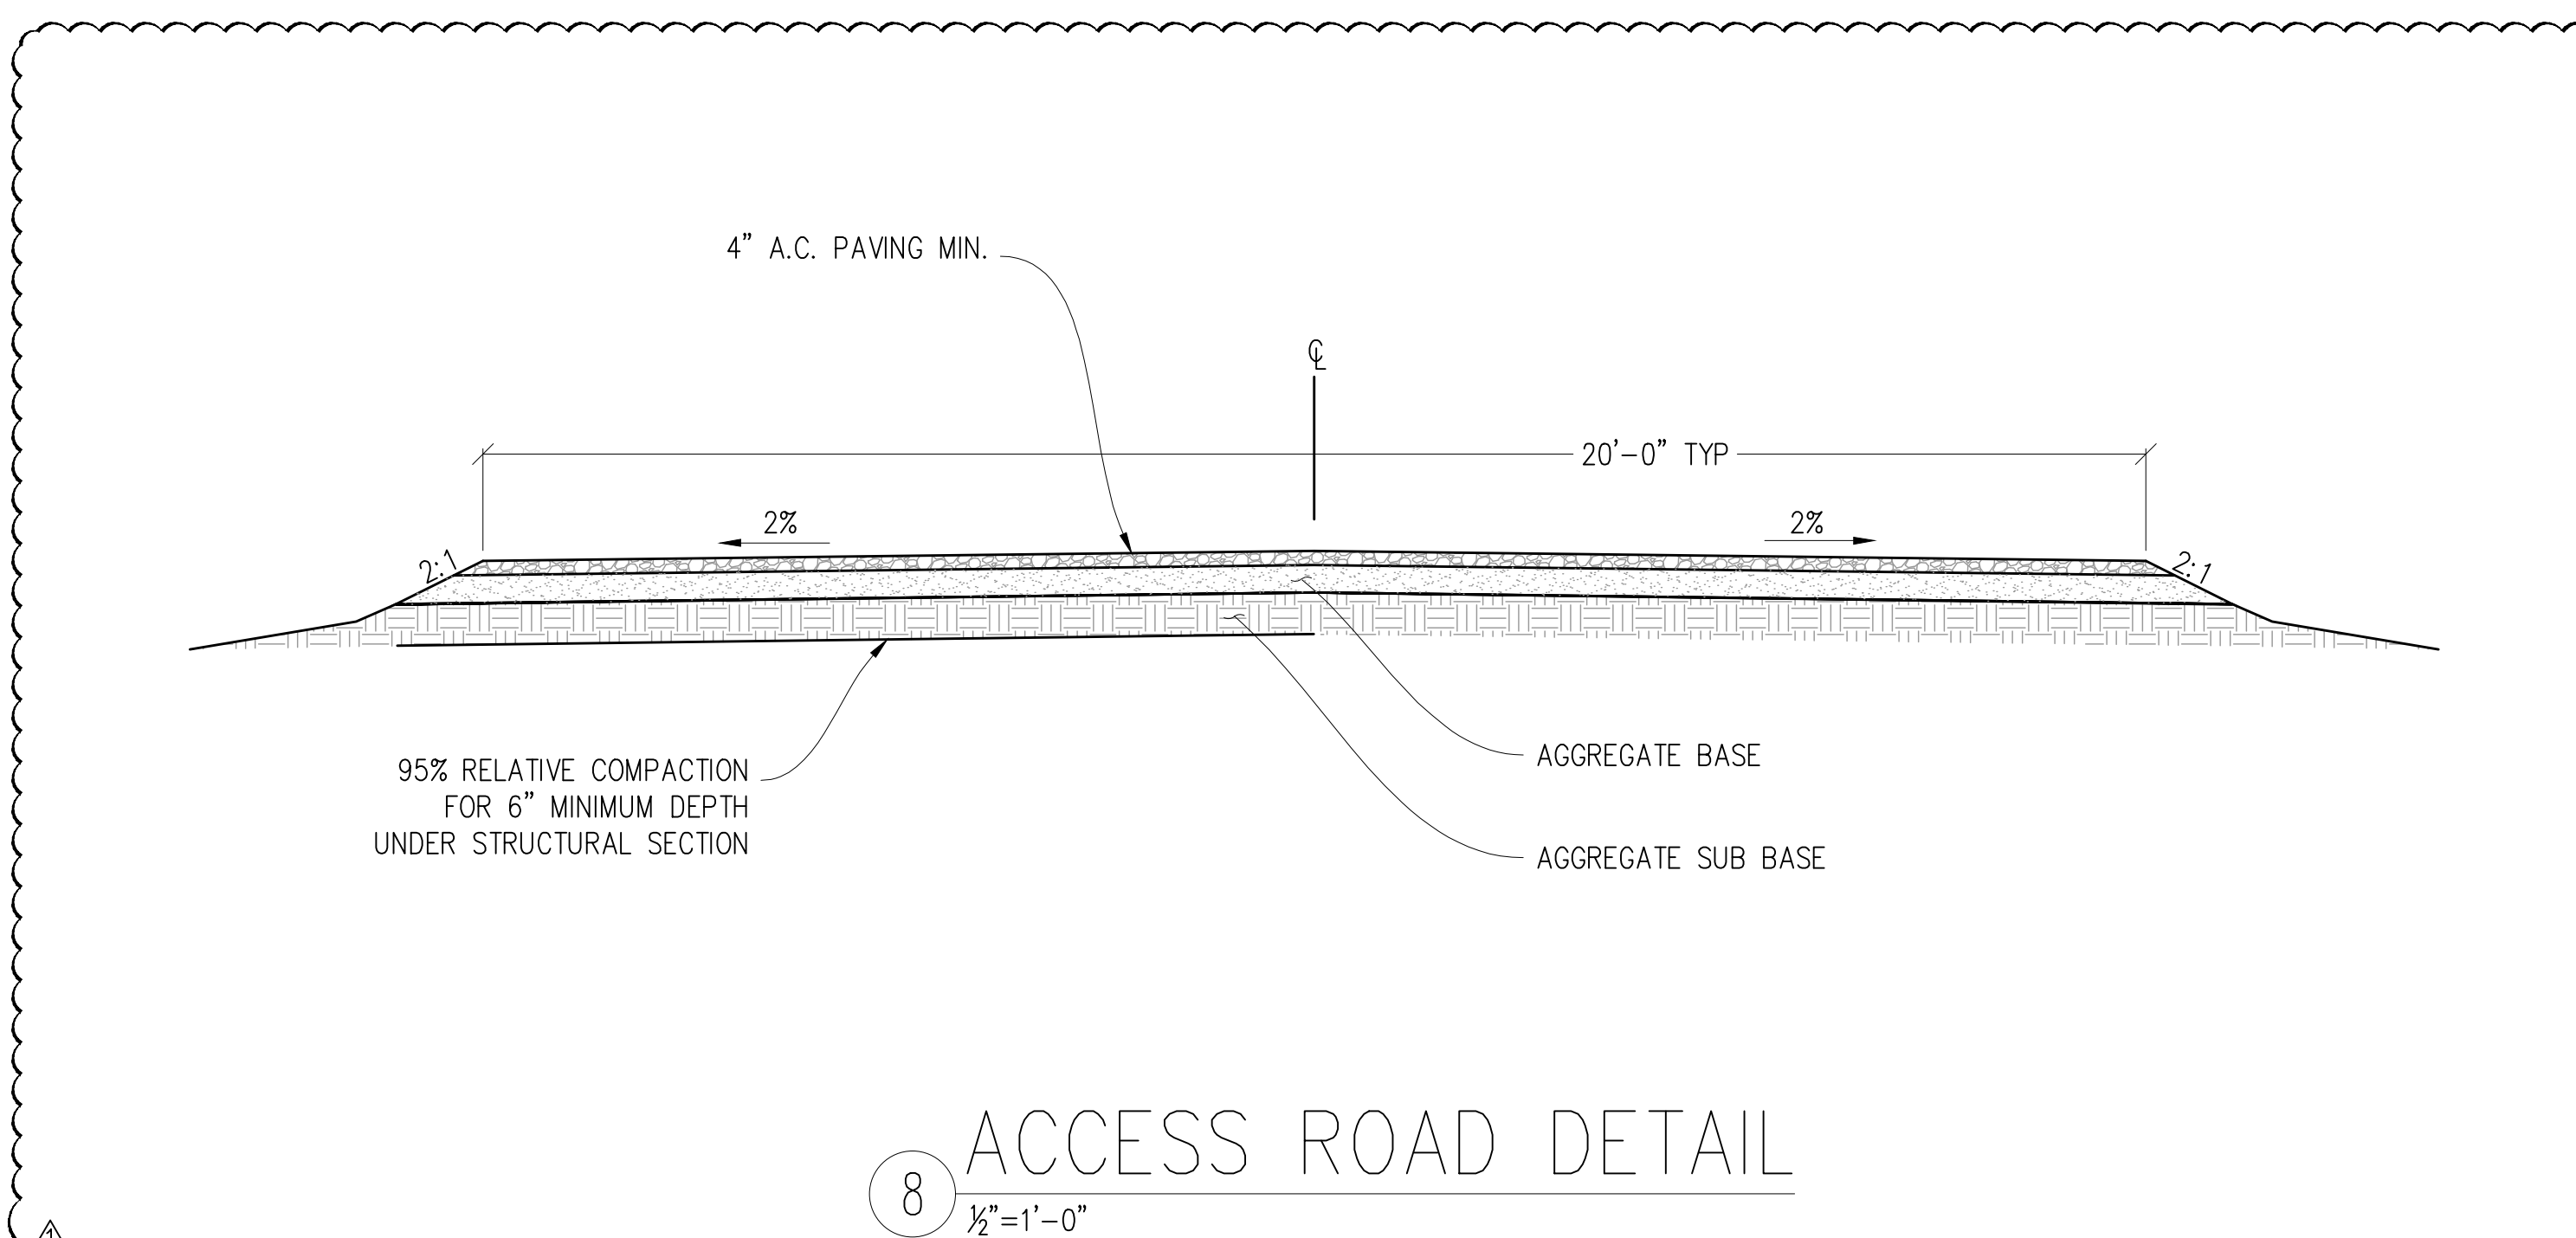 4” A.C. PAVING MIN.
℄
20’–0” TYP
2%
2%
2:1
2:1
95% RELATIVE COMPACTION
FOR 6” MINIMUM DEPTH
UNDER STRUCTURAL SECTION
AGGREGATE BASE
AGGREGATE SUB BASE
ACCESS ROAD DETAIL
8
½”=1’–0”
1